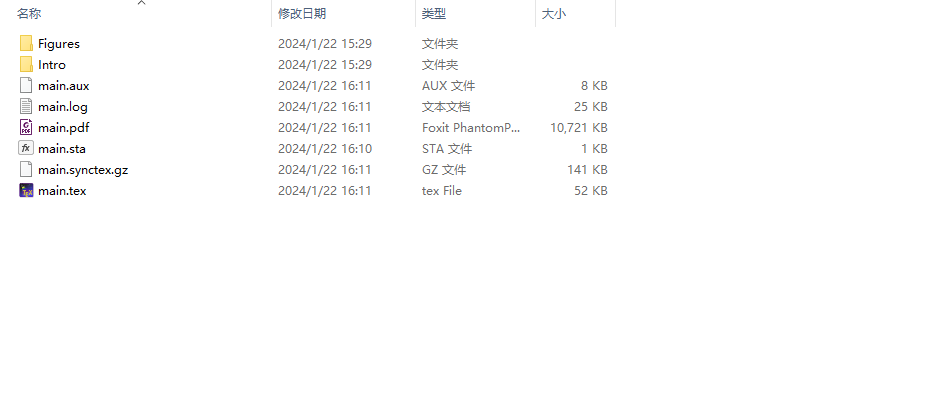 名称 修改日期 类型 大小
Figures 2024/1/22 15:29 文件夹
Intro 2024/1/22 15:29 文件夹
main.aux 2024/1/22 16:11 AUX 文件 8 KB
main.log 2024/1/22 16:11 文本文档 25 KB
main.pdf 2024/1/22 16:11 Foxit PhantomP... 10,721 KB
main.sta 2024/1/22 16:10 STA 文件 1 KB
main.synctex.gz 2024/1/22 16:11 GZ 文件 141 KB
main.tex 2024/1/22 16:11 tex File 52 KB